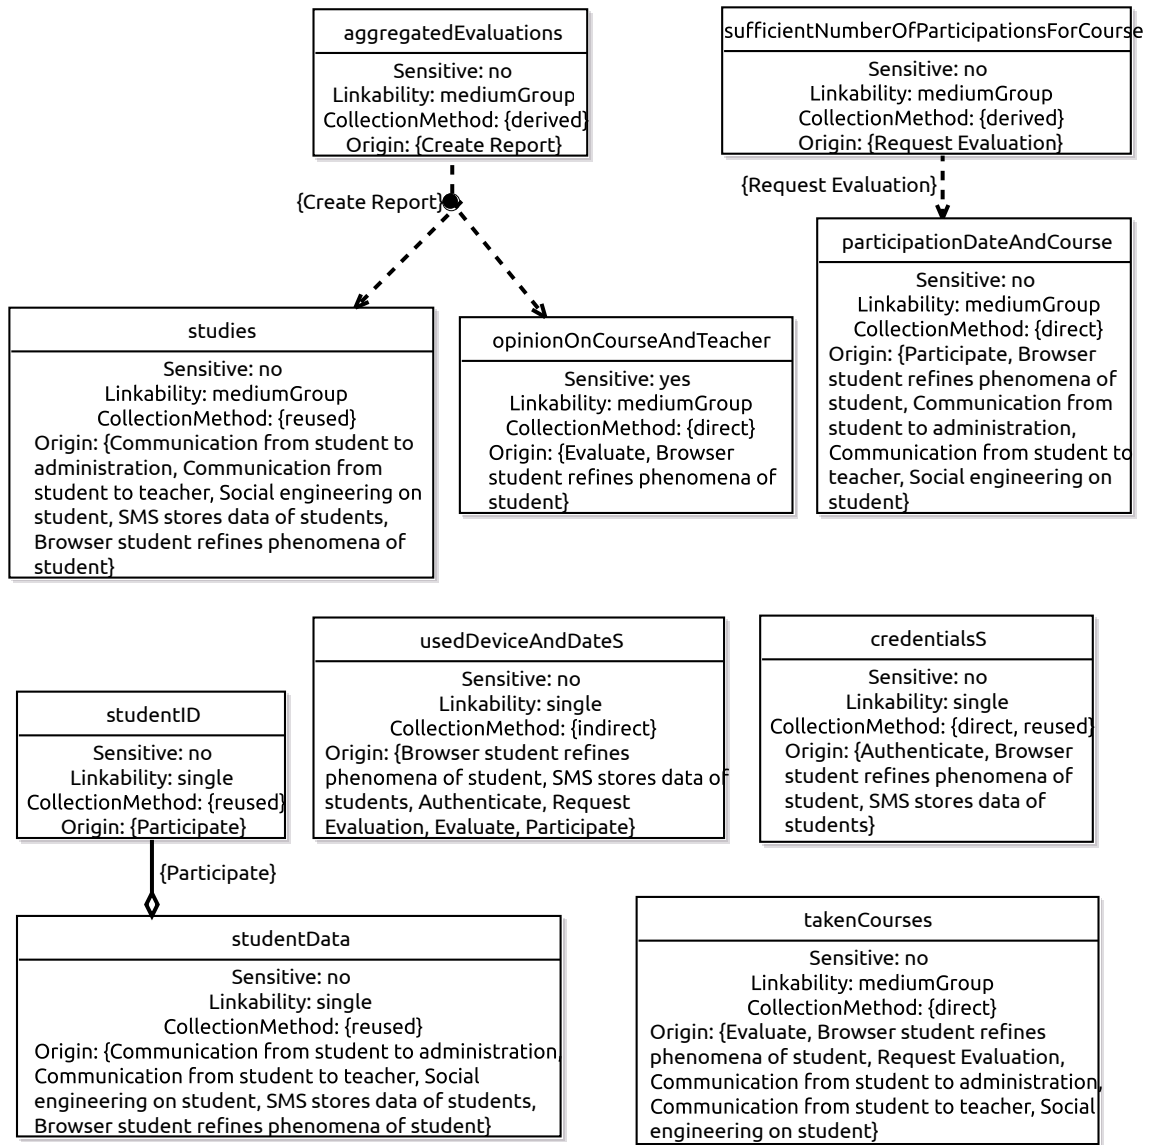 aggregatedEvaluations
Sensitive: no
Linkability: mediumGroup
CollectionMethod: {derived}
Origin: {Create Report}
sufficientNumberOfParticipationsForCourse
Sensitive: no
Linkability: mediumGroup
CollectionMethod: {derived}
Origin: {Request Evaluation}
{Create Report}
{Request Evaluation}
studies
Sensitive: no
Linkability: mediumGroup
CollectionMethod: {reused}
Origin: {Communication from student to
administration, Communication from
student to teacher, Social engineering on
student, SMS stores data of students,
Browser student refines phenomena of
student}
opinionOnCourseAndTeacher
Sensitive: yes
Linkability: mediumGroup
CollectionMethod: {direct}
Origin: {Evaluate, Browser
student refines phenomena of
student}
participationDateAndCourse
Sensitive: no
Linkability: mediumGroup
CollectionMethod: {direct}
Origin: {Participate, Browser
student refines phenomena of
student, Communication from
student to administration,
Communication from student to
teacher, Social engineering on
student}
studentID
Sensitive: no
Linkability: single
CollectionMethod: {reused}
Origin: {Participate}
usedDeviceAndDateS
Sensitive: no
Linkability: single
CollectionMethod: {indirect}
Origin: {Browser student refines
phenomena of student, SMS stores data of
students, Authenticate, Request
Evaluation, Evaluate, Participate}
credentialsS
Sensitive: no
Linkability: single
CollectionMethod: {direct, reused}
Origin: {Authenticate, Browser
student refines phenomena of
student, SMS stores data of
students}
{Participate}
studentData
Sensitive: no
Linkability: single
CollectionMethod: {reused}
Origin: {Communication from student to administration,
Communication from student to teacher, Social
engineering on student, SMS stores data of students,
Browser student refines phenomena of student}
takenCourses
Sensitive: no
Linkability: mediumGroup
CollectionMethod: {direct}
Origin: {Evaluate, Browser student refines
phenomena of student, Request Evaluation,
Communication from student to administration,
Communication from student to teacher, Social
engineering on student}